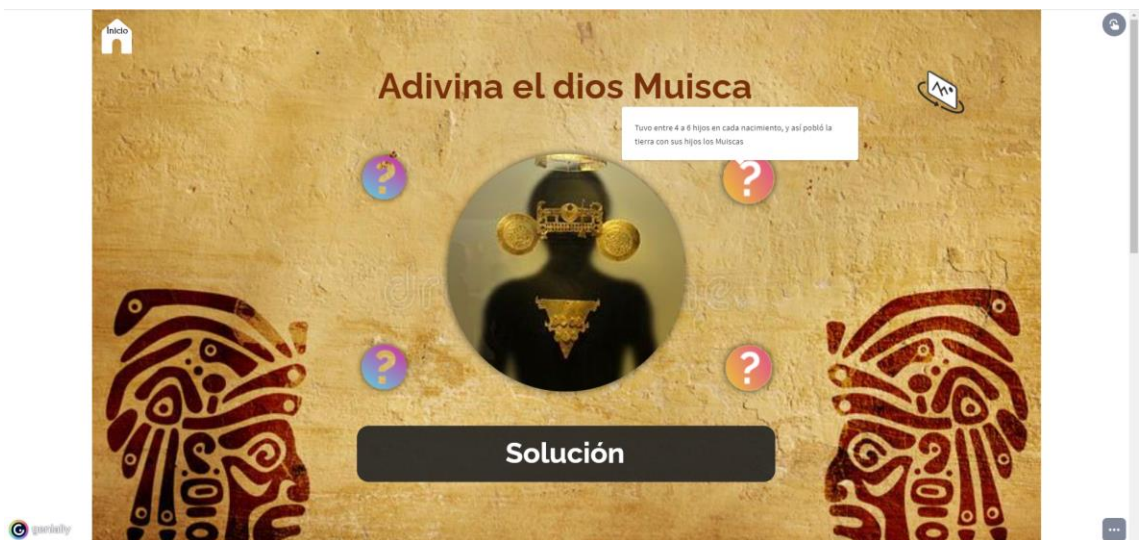 Inicio
Adivina el dios Muisca
Tuvo entre 4 a 6 hijos en cada nacimiento, y así pobló la
tierra con sus hijos los Muiscas
?
?
?
?
Solución
genially